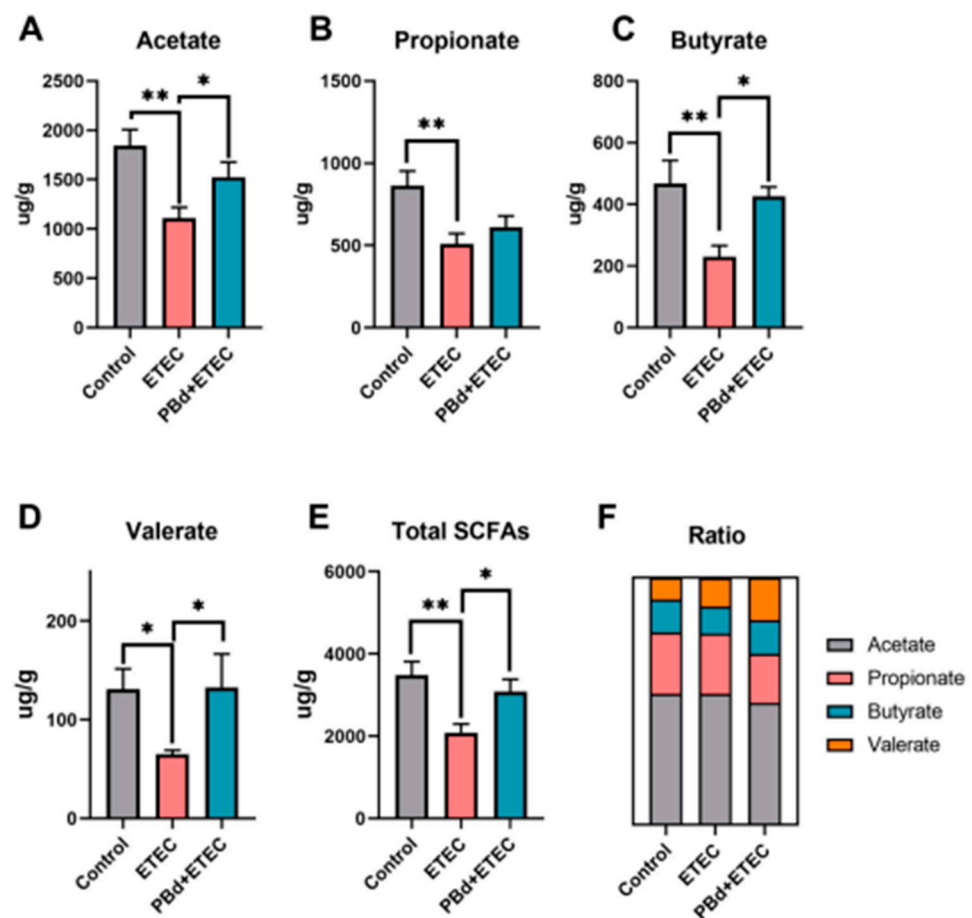 A
Acetate
2500
2000
1500
1000
500
0
ug/g
**
*
Control
ETEC
PBd+ETEC
B
Propionate
1500
1000
500
0
ug/g
**
Control
ETEC
PBd+ETEC
C
Butyrate
800
600
400
200
0
ug/g
**
*
Control
ETEC
PBd+ETEC
D
Valerate
200
100
0
ug/g
*
*
Control
ETEC
PBd+ETEC
E
Total SCFAs
6000
4000
2000
0
ug/g
**
*
Control
ETEC
PBd+ETEC
F
Ratio
Control
ETEC
PBd+ETEC
Acetate
Propionate
Butyrate
Valerate